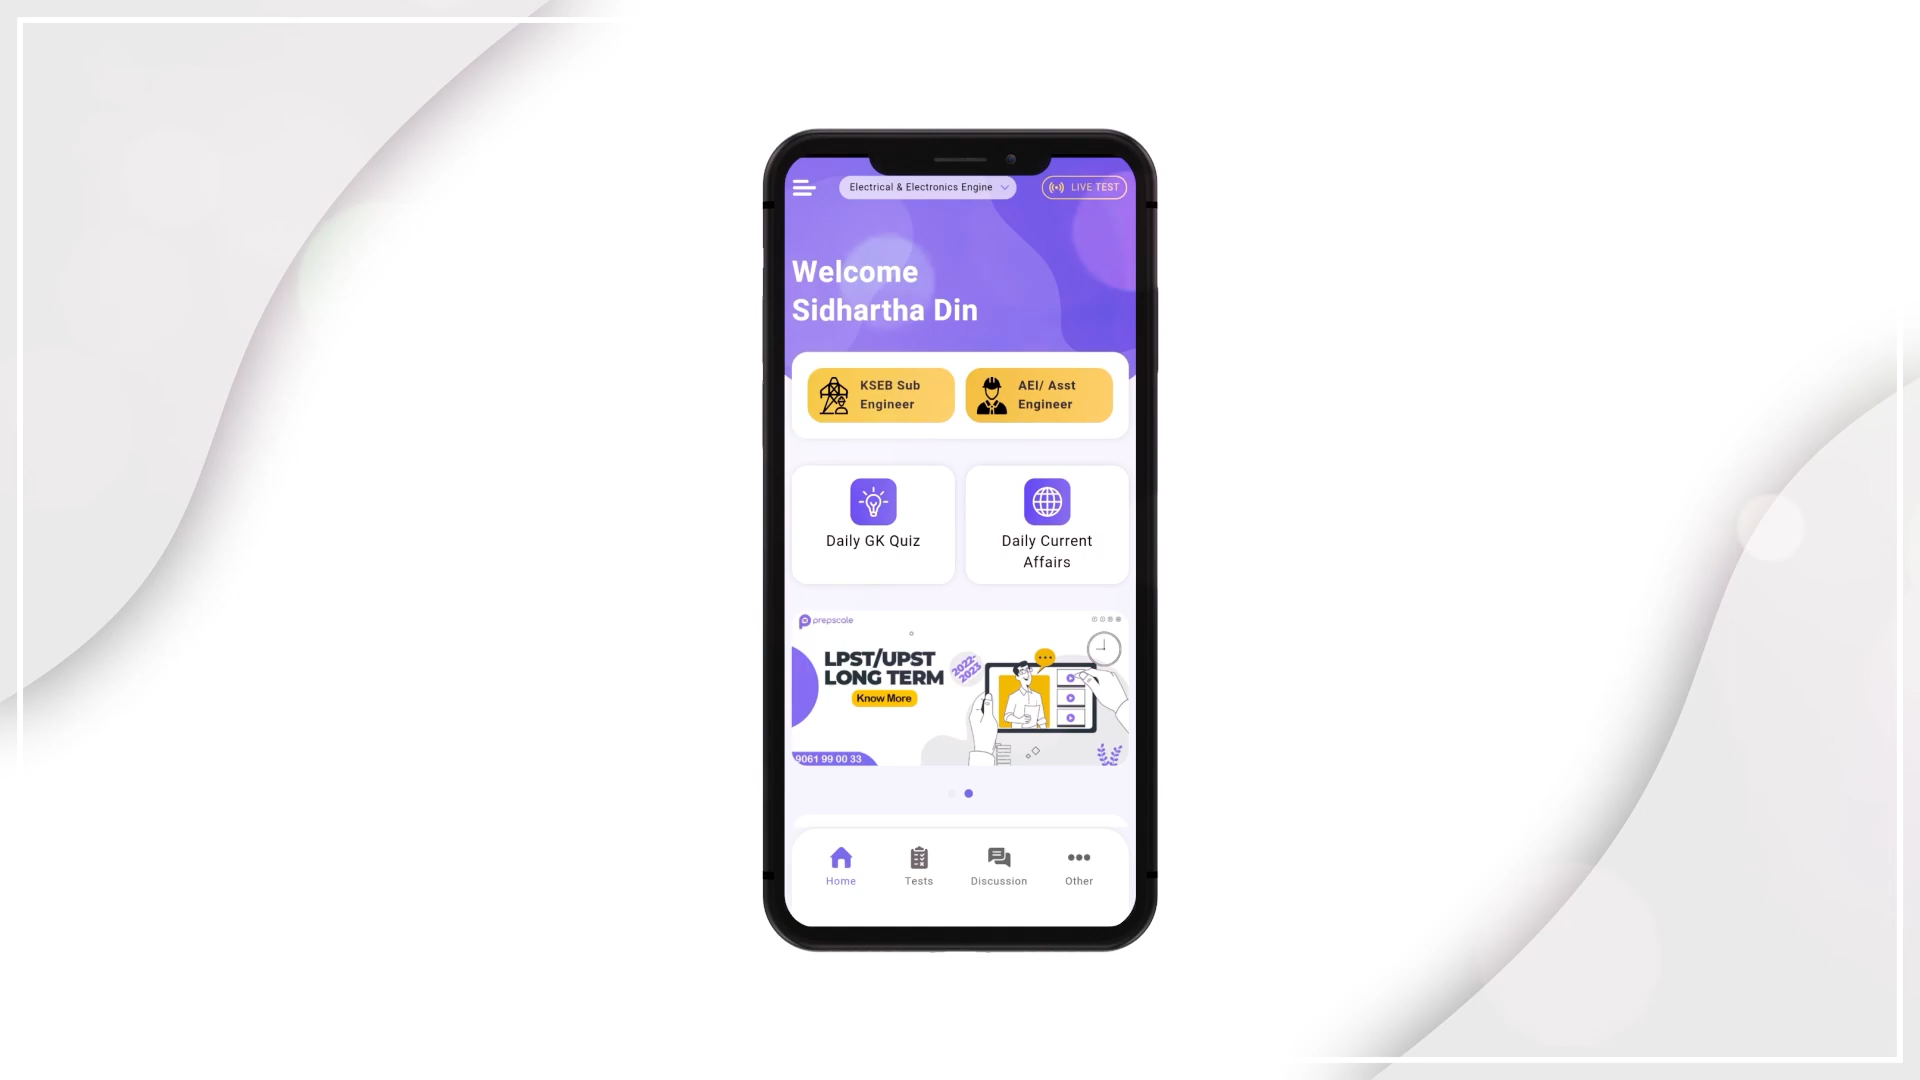 Electrical & Electronics Engine
LIVE TEST
Welcome
Sidhartha Din
KSEB Sub
Engineer
AEI/ Asst
Engineer
Daily GK Quiz
Daily Current
Affairs
prepscale
LPST/UPST
LONG TERM
2022-
2023
Know More
9061 99 00 33
Home
Tests
Discussion
Other